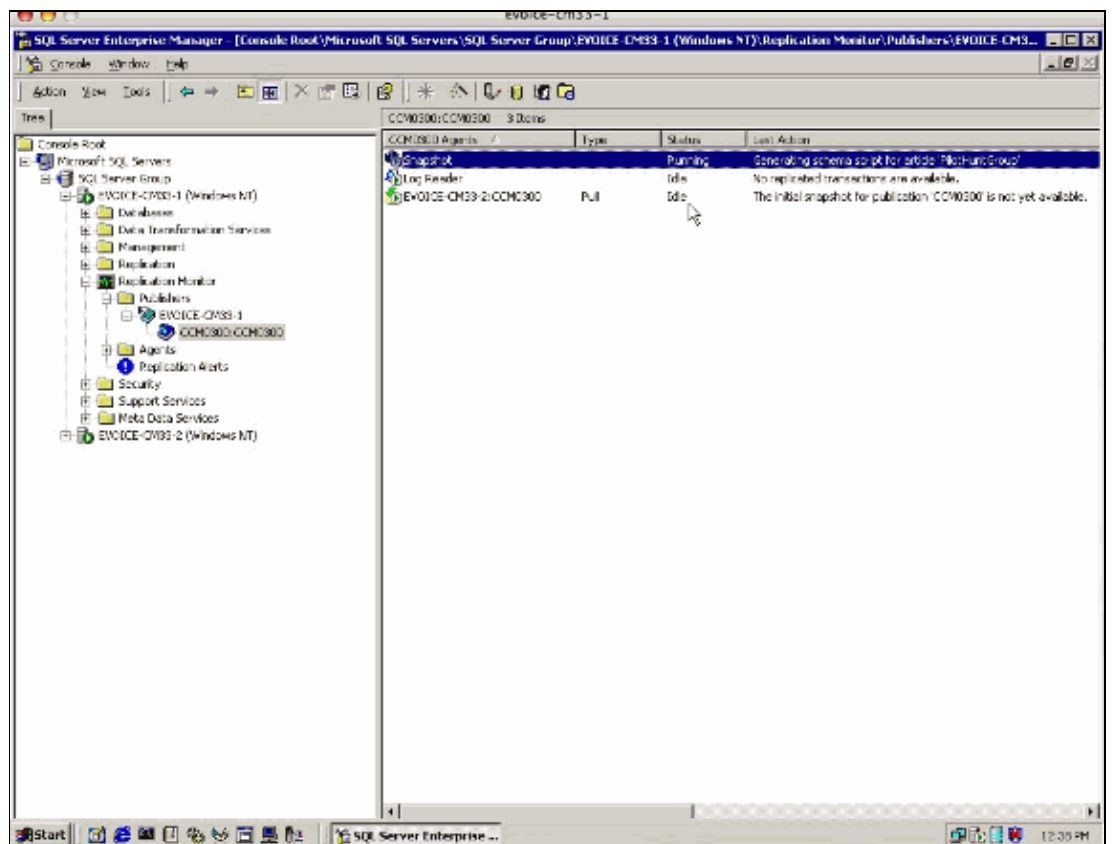 evoice-cm33-1
SQL Server Enterprise Manager - [Console Root\Microsoft SQL Servers\SQL Server Group\EVOICE-CM33-1 (Windows NT)\Replication Monitor\Publishers\EVOICE-CM3...
Console Window Help
Action View Tools
Tree
CCM0300:CCM0300 3 Items
CCM0300 Agents Type Status Last Action
Console Root
Microsoft SQL Servers
SQL Server Group
EVOICE-CM33-1 (Windows NT)
Databases
Data Transformation Services
Management
Replication
Replication Monitor
Publishers
EVOICE-CM33-1
CCM0300:CCM0300
Agents
Replication Alerts
Security
Support Services
Meta Data Services
EVOICE-CM33-2 (Windows NT)
Snapshot Running Generating schema script for article 'PilotHuntGroup'
Log Reader Idle No replicated transactions are available.
EVOICE-CM33-2:CCM0300 Pull Idle The initial snapshot for publication 'CCM0300' is not yet available.
Start SQL Server Enterprise ... 12:38 PM